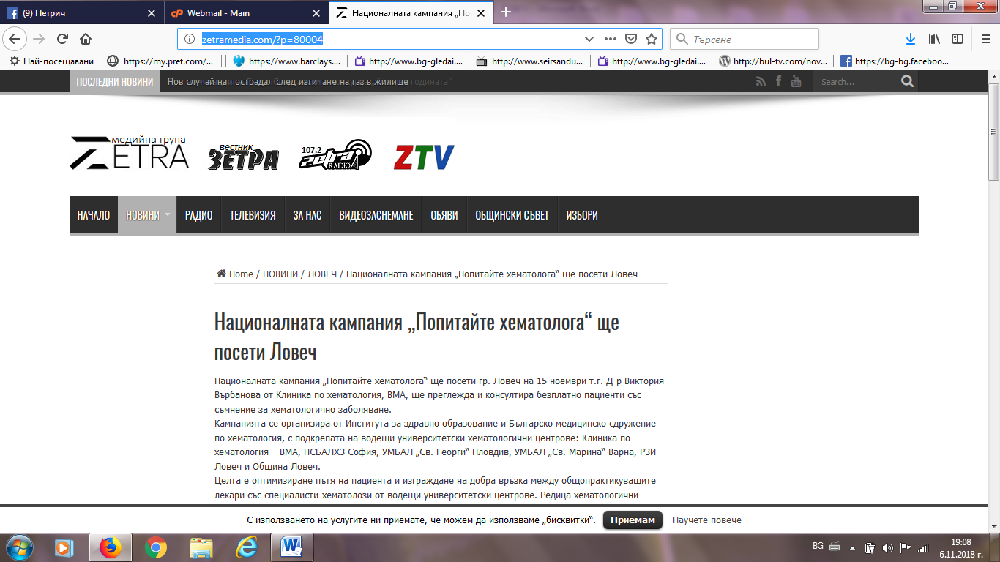 (9) Петрич
Webmail - Main
Националната кампания „Поп
zetramedia.com/?p=80004
Търсене
Най-посещавани
https://my.pret.com/...
https://www.barclays....
http://www.bg-gledai....
http://www.seirsandu...
http://www.bg-gledai....
http://bul-tv.com/nov...
https://bg-bg.faceboo...
ПОСЛЕДНИ НОВИНИ
Нов случай на пострадал след изтичане на газ в жилище
годината“
Search...
медийна група
ZETRA
вестник
ЗЕТРА
107.2
zetra
RADIO
ZTV
НАЧАЛО НОВИНИ РАДИО ТЕЛЕВИЗИЯ ЗА НАС ВИДЕОЗАСНЕМАНЕ ОБЯВИ ОБЩИНСКИ СЪВЕТ ИЗБОРИ
Home / НОВИНИ / ЛОВЕЧ / Националната кампания „Попитайте хематолога“ ще посети Ловеч
Националната кампания „Попитайте хематолога“ ще
посети Ловеч
Националната кампания „Попитайте хематолога“ ще посети гр. Ловеч на 15 ноември т.г. Д-р Виктория
Върбанова от Клиника по хематология, ВМА, ще преглежда и консултира безплатно пациенти със
съмнение за хематологично заболяване.
Кампанията се организира от Института за здравно образование и Българско медицинско сдружение
по хематология, с подкрепата на водещи университетски хематологични центрове: Клиника по
хематология – ВМА, НСБАЛХЗ София, УМБАЛ „Св. Георги“ Пловдив, УМБАЛ „Св. Марина“ Варна, РЗИ
Ловеч и Община Ловеч.
Целта е оптимизиране пътя на пациента и изграждане на добра връзка между общопрактикуващите
лекари със специалисти-хематолози от водещи университетски центрове. Редица хематологични
С използването на услугите ни приемате, че можем да използваме „бисквитки“.
Приемам
Научете повече
BG
19:08
6.11.2018 г.